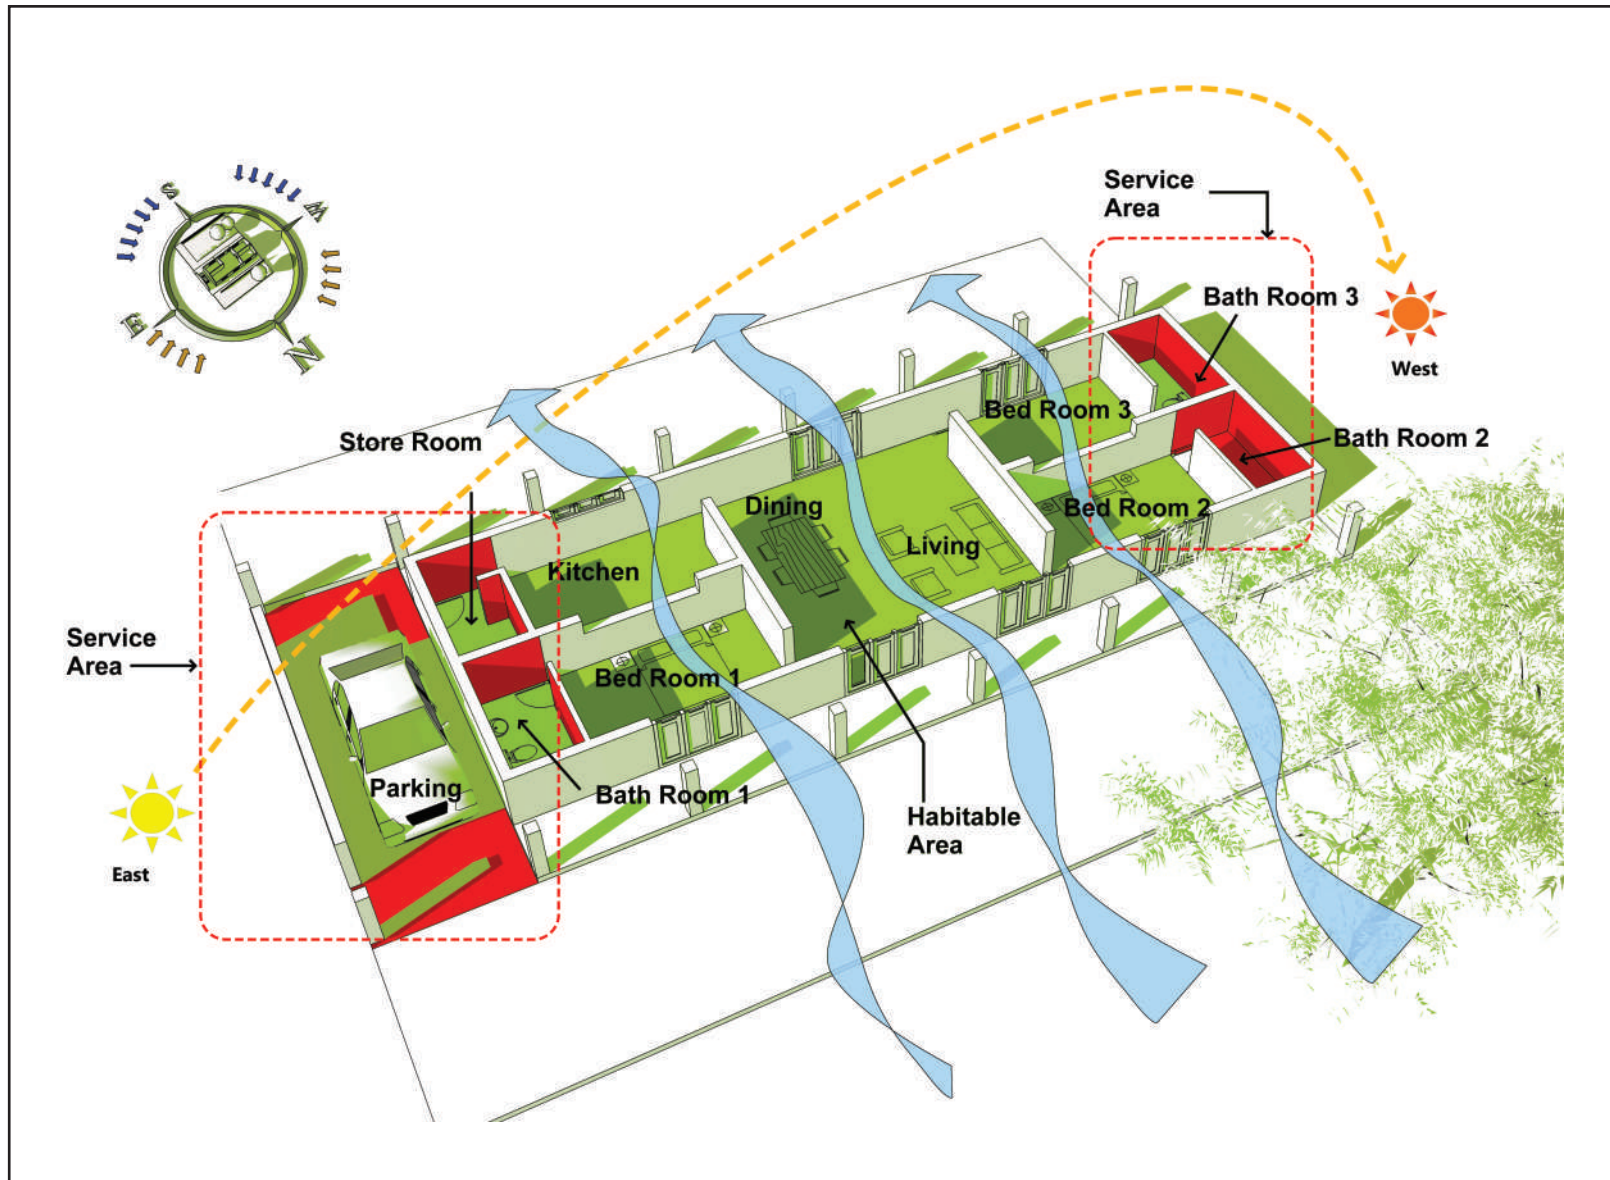 Service
Area
Bath Room 3
S
W
E
N
West
Bed Room 3
Store Room
Bath Room 2
Dining
Bed Room 2
Living
Kitchen
Service
Area
Bed Room 1
Parking
Bath Room 1
Habitable
Area
East